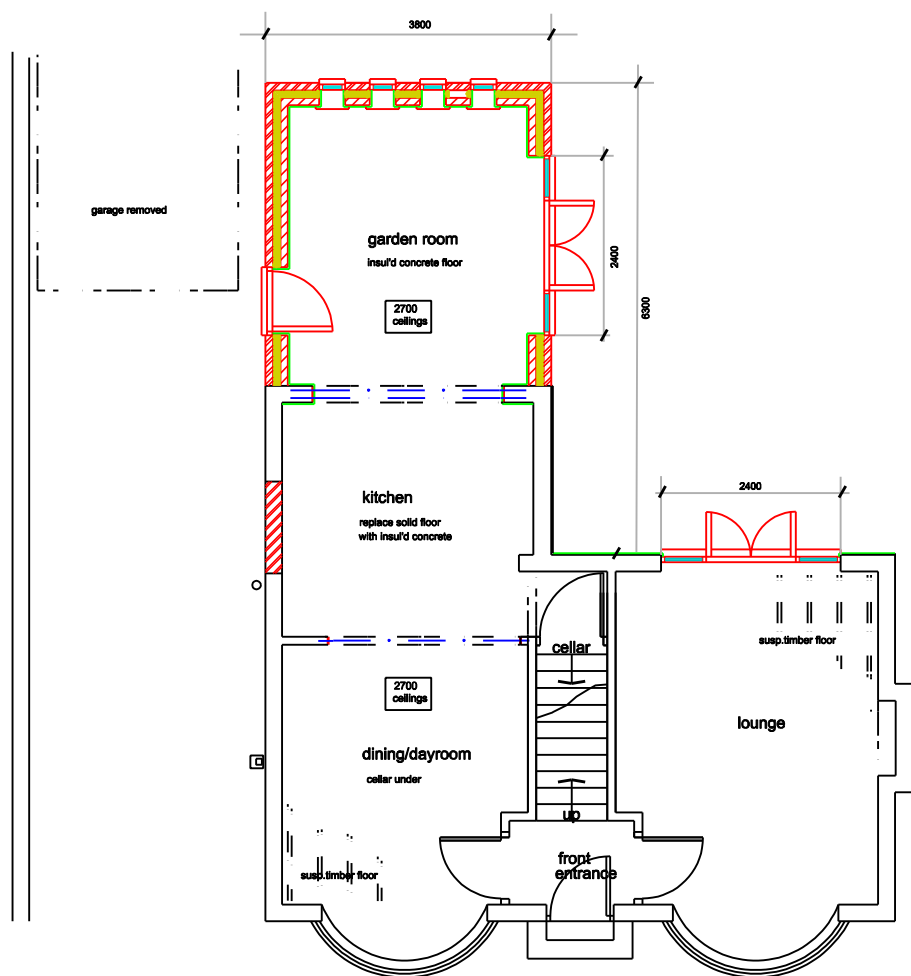 3800
garage removed
garden room
insul'd concrete floor
2400
6300
2700
ceilings
kitchen
replace solid floor
with insul'd concrete
2400
susp.timber floor
cellar
2700
ceilings
lounge
dining/dayroom
cellar under
up
front
entrance
susp.timber floor